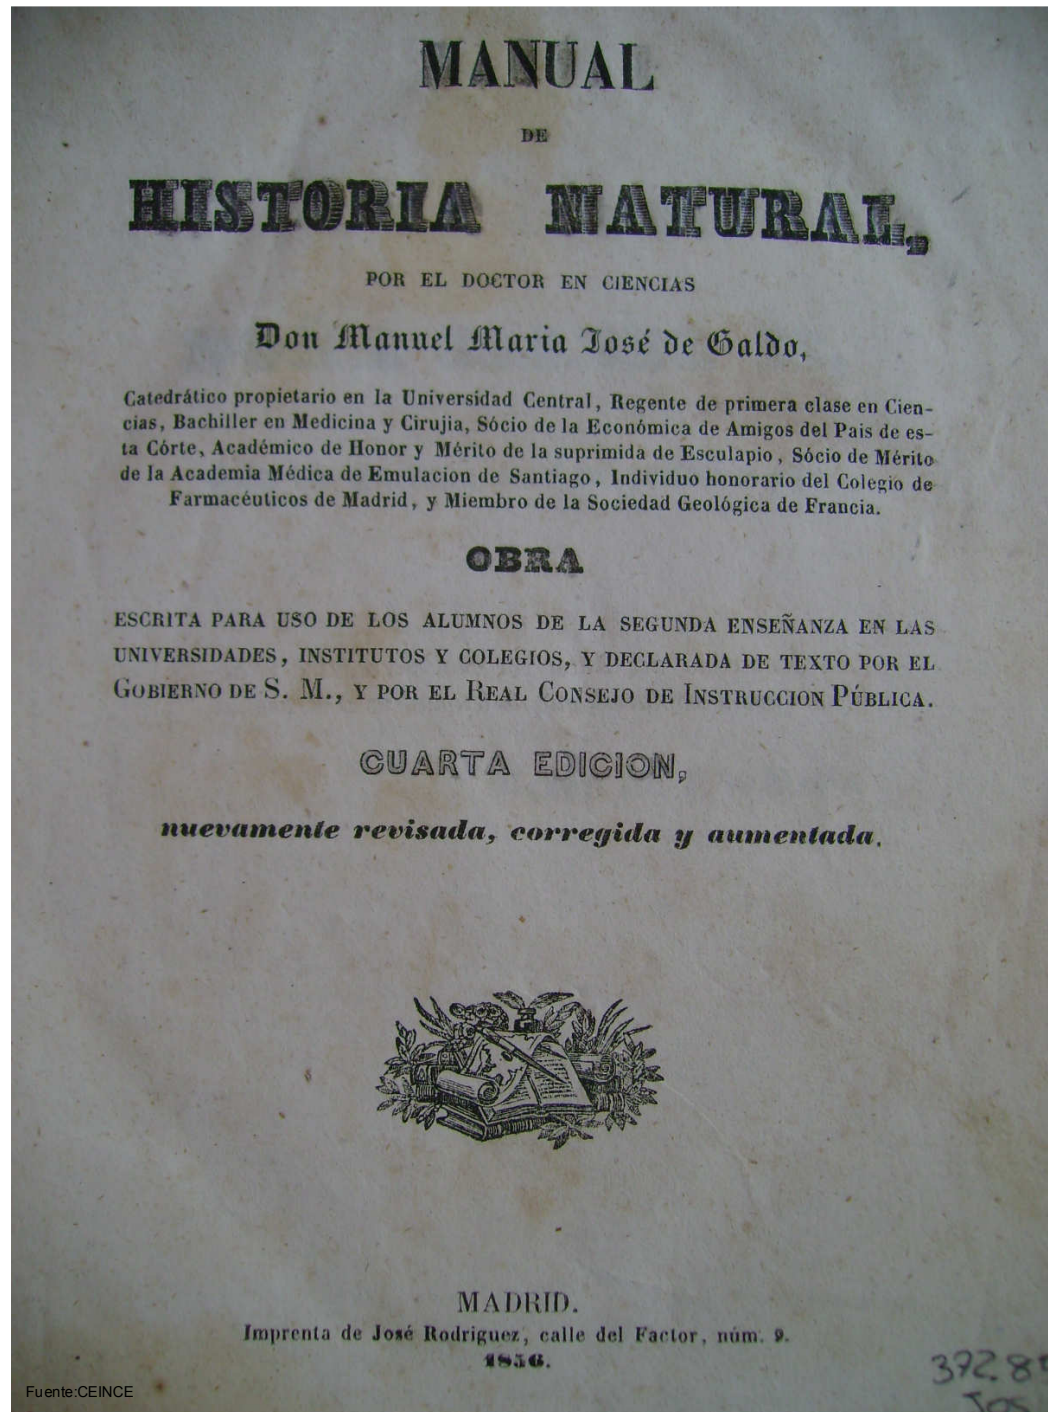 MANUAL
DE
HISTORIA NATURAL,
POR EL DOCTOR EN CIENCIAS
Don Manuel Maria José de Galdo,
Catedrático propietario en la Universidad Central, Regente de primera clase en Cien-
cias, Bachiller en Medicina y Cirujia, Sócio de la Económica de Amigos del Pais de es-
ta Córte, Académico de Honor y Mérito de la suprimida de Esculapio, Sócio de Mérito
de la Academia Médica de Emulacion de Santiago, Individuo honorario del Colegio de
Farmacéuticos de Madrid, y Miembro de la Sociedad Geológica de Francia.
OBRA
ESCRITA PARA USO DE LOS ALUMNOS DE LA SEGUNDA ENSEÑANZA EN LAS
UNIVERSIDADES, INSTITUTOS Y COLEGIOS, Y DECLARADA DE TEXTO POR EL
GOBIERNO DE S. M., Y POR EL REAL CONSEJO DE INSTRUCCION PÚBLICA.
CUARTA EDICION,
nuevamente revisada, corregida y aumentada.
MADRID.
Imprenta de José Rodriguez, calle del Factor, núm. 9.
1856.
Fuente:CEINCE